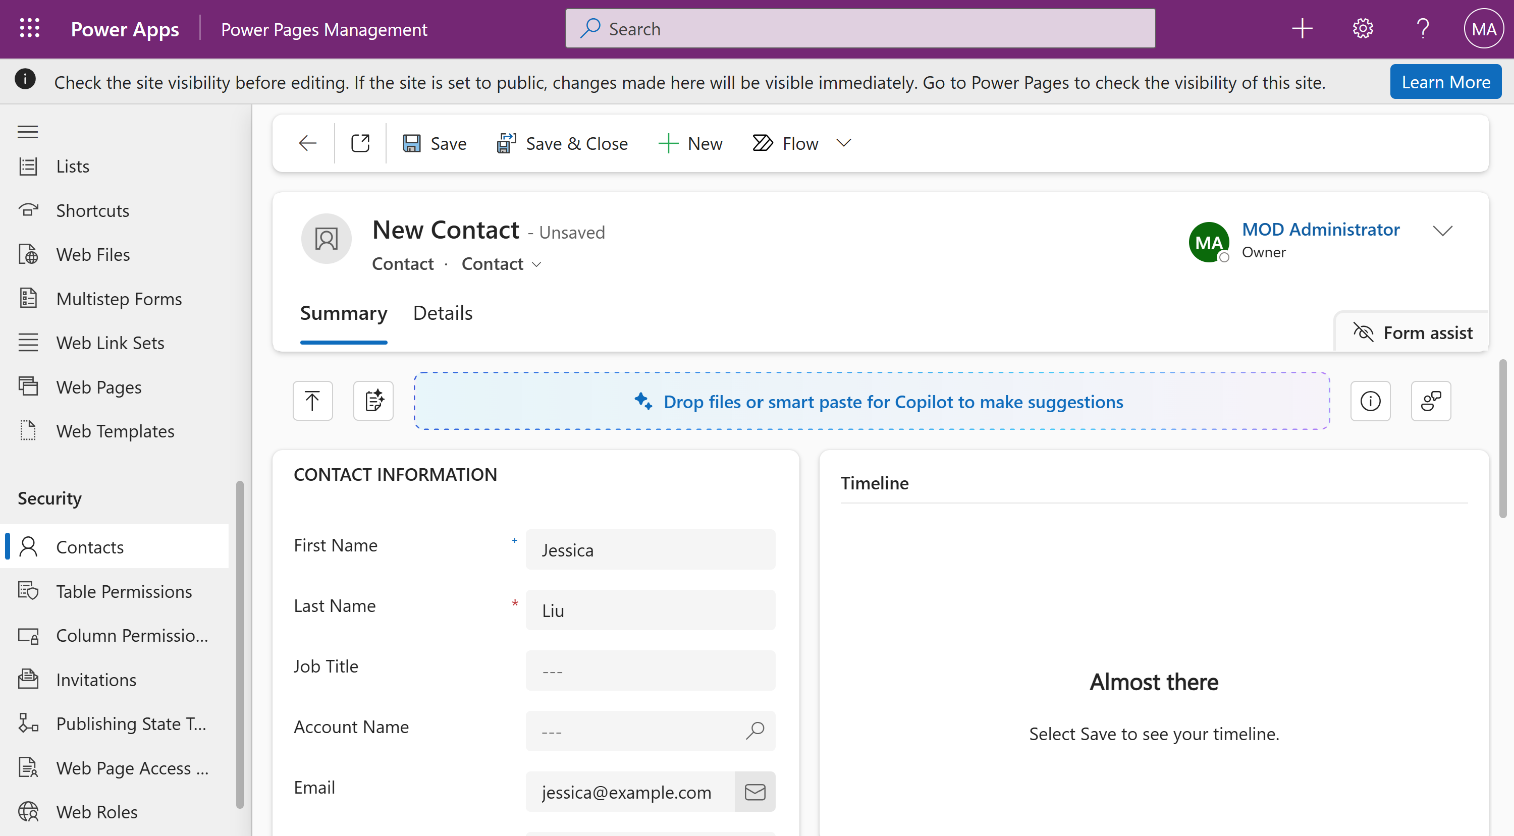 Power Apps
Power Pages Management
Search
MA
Check the site visibility before editing. If the site is set to public, changes made here will be visible immediately. Go to Power Pages to check the visibility of this site.
Learn More
Lists
Shortcuts
Web Files
Multistep Forms
Web Link Sets
Web Pages
Web Templates
Security
Contacts
Table Permissions
Column Permissio...
Invitations
Publishing State T...
Web Page Access ...
Web Roles
Save
Save & Close
New
Flow
New Contact - Unsaved
Contact · Contact
MA
MOD Administrator
Owner
Summary
Details
Form assist
Drop files or smart paste for Copilot to make suggestions
CONTACT INFORMATION
First Name + Jessica
Last Name * Liu
Job Title ---
Account Name ---
Email jessica@example.com
Timeline
Almost there
Select Save to see your timeline.